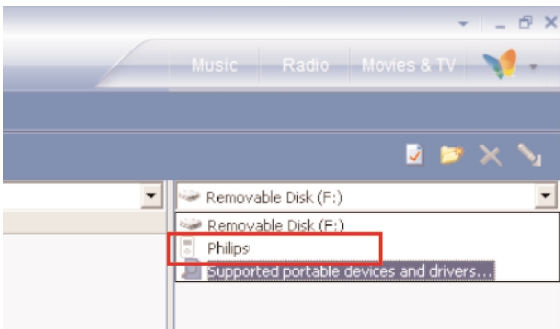 Music Radio Movies & TV
Removable Disk (F:)
Removable Disk (F:)
Philips
Supported portable devices and drivers...